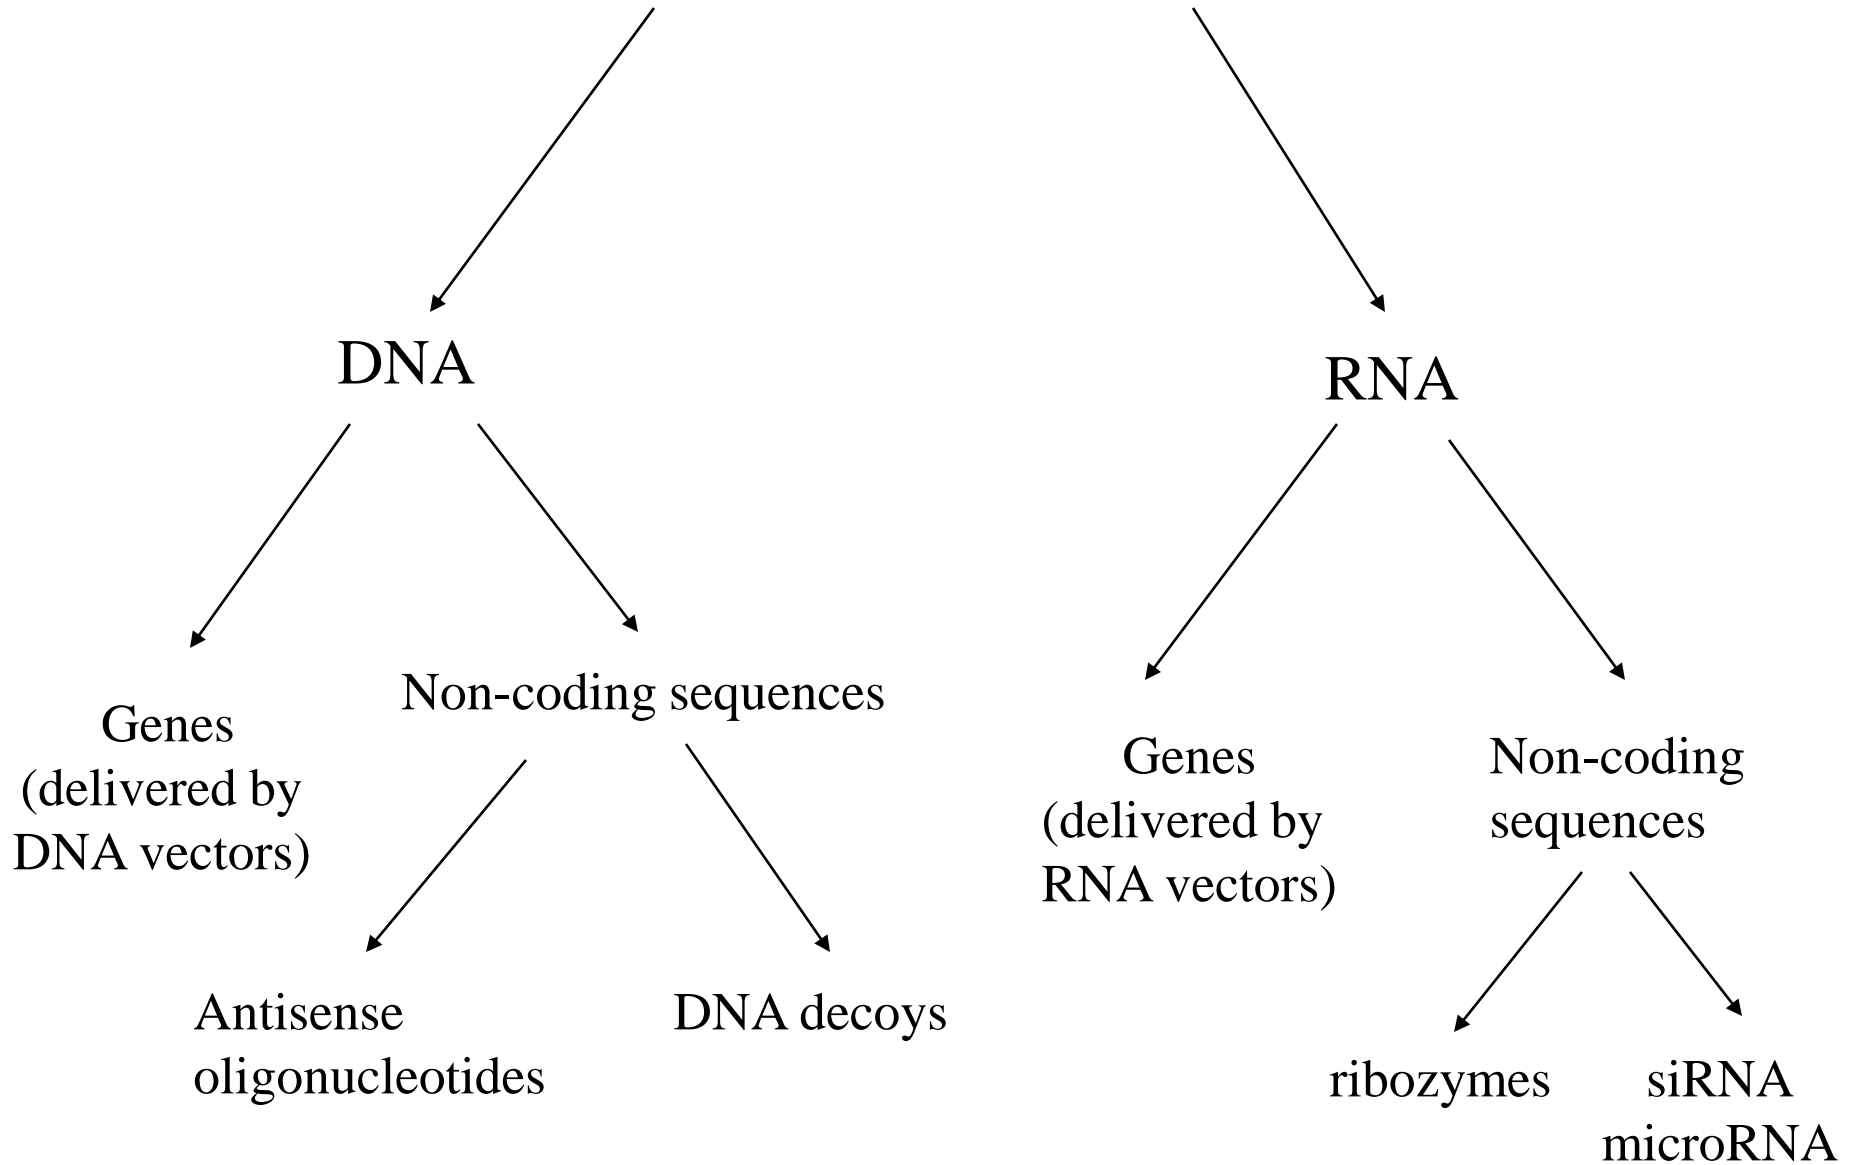 DNA
RNA
Genes
(delivered by
DNA vectors)
Non-coding sequences
Genes
(delivered by
RNA vectors)
Non-coding
sequences
Antisense
oligonucleotides
DNA decoys
ribozymes
siRNA
microRNA